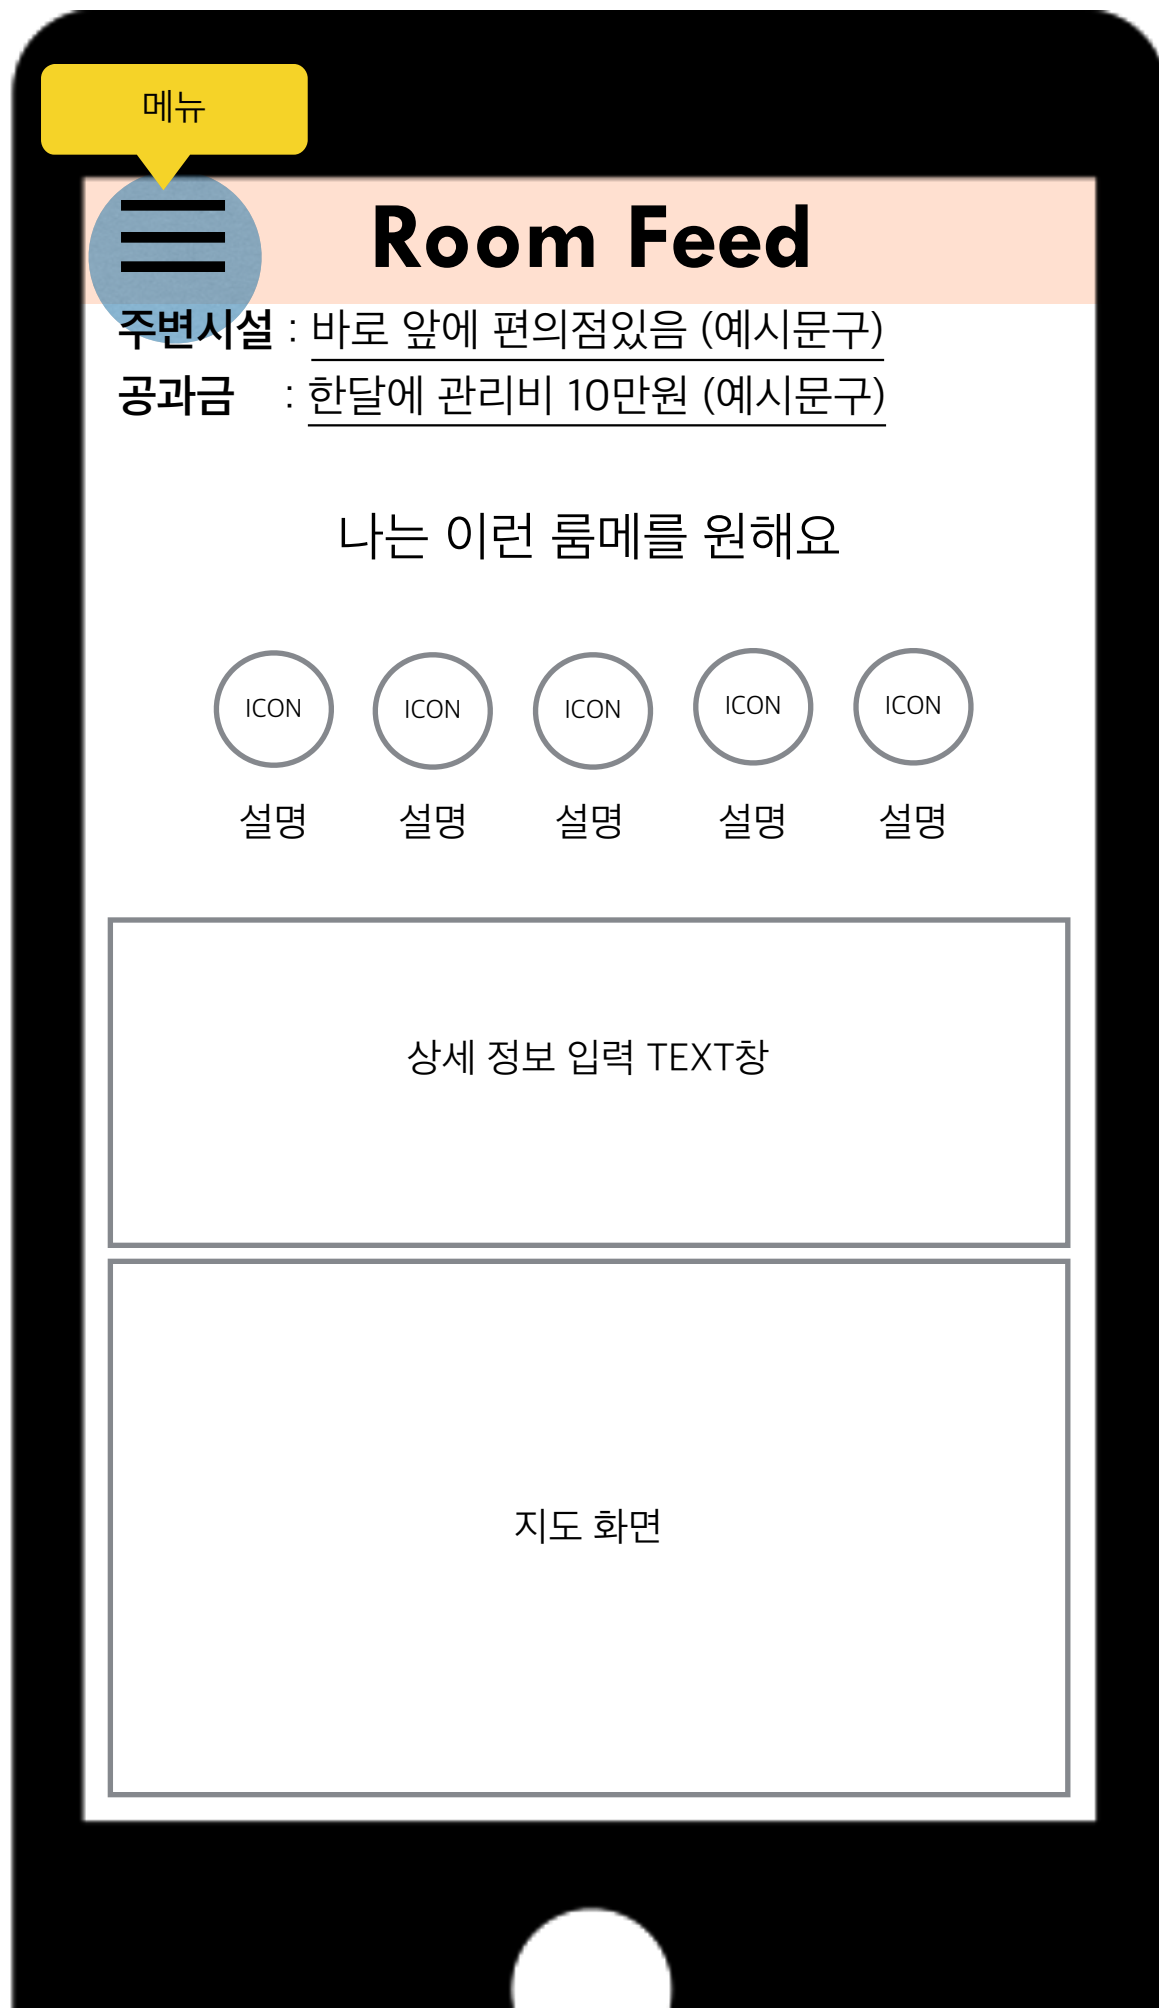 메뉴
Room Feed
주변시설 : 바로 앞에 편의점있음 (예시문구)
공과금 : 한달에 관리비 10만원 (예시문구)
나는 이런 룸메를 원해요
ICON ICON ICON ICON ICON
설명 설명 설명 설명 설명
상세 정보 입력 TEXT창
지도 화면